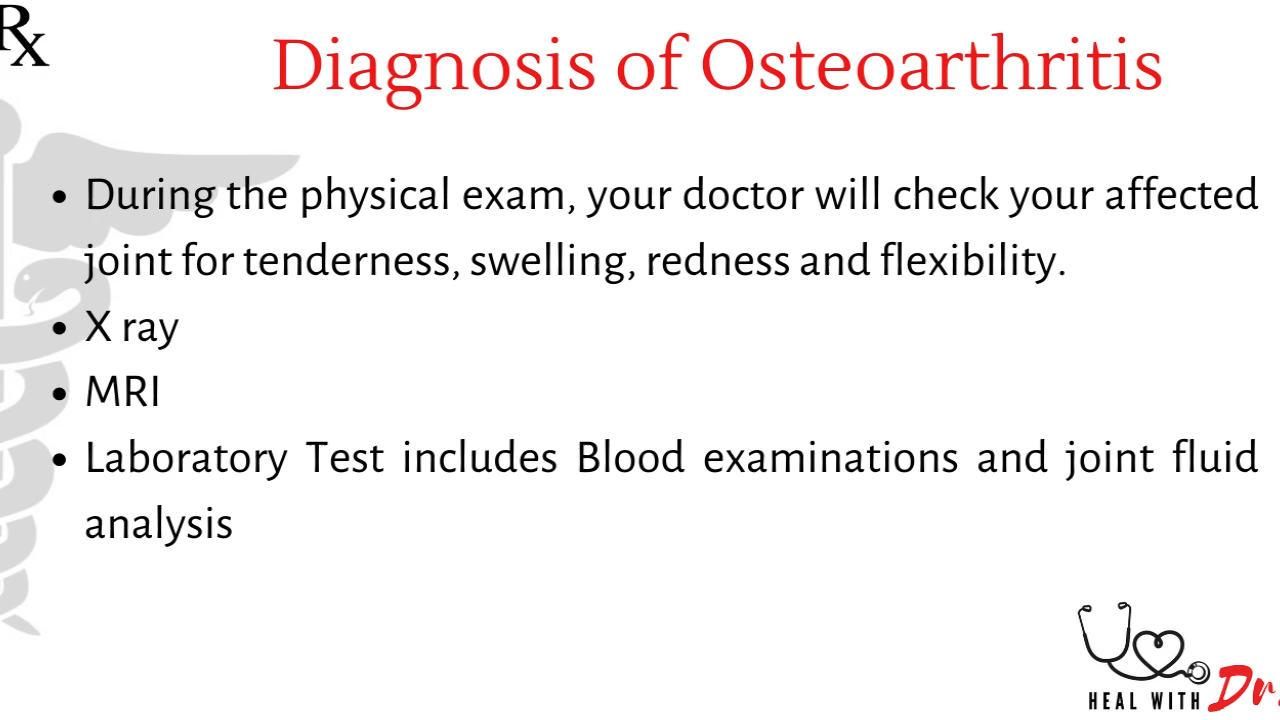 Rx
Diagnosis of Osteoarthritis
• During the physical exam, your doctor will check your affected
joint for tenderness, swelling, redness and flexibility.
• X ray
• MRI
• Laboratory Test includes Blood examinations and joint fluid
analysis
HEAL WITH Dr.